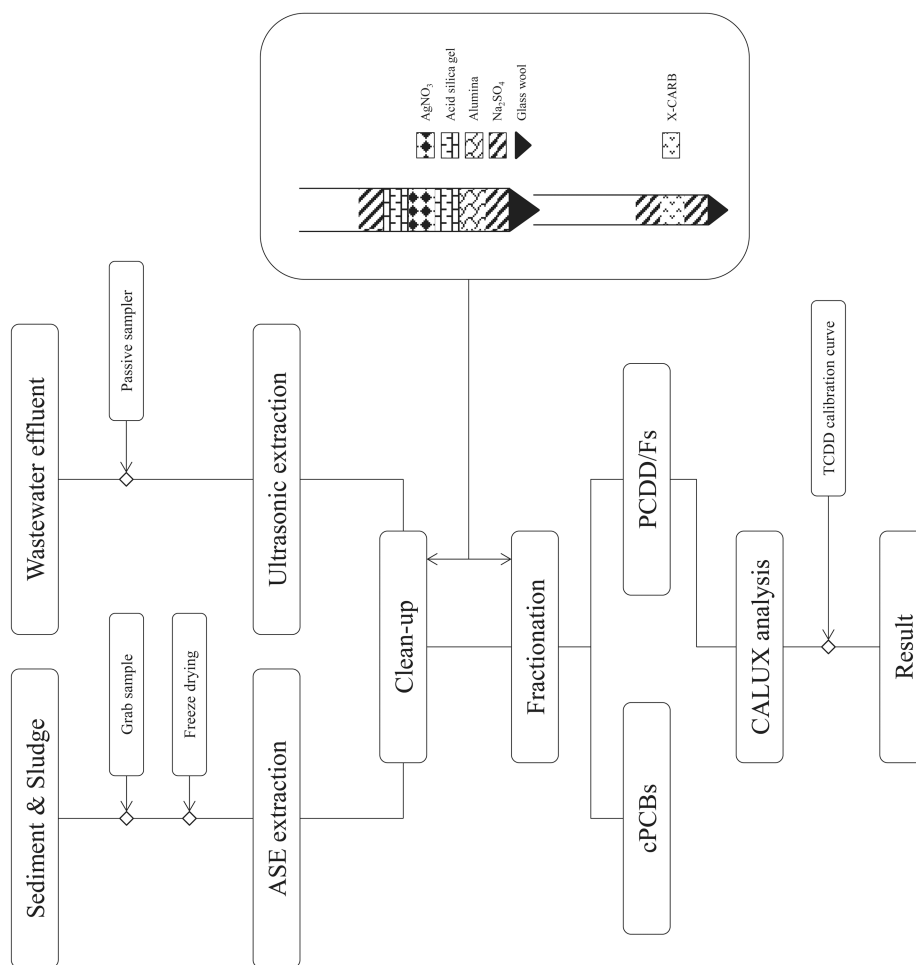 Sediment & Sludge
Wastewater effluent
Grab sample
Passive sampler
Freeze drying
ASE extraction
Ultrasonic extraction
AgNO₃
Acid silica gel
Alumina
Na₂SO₄
Glass wool
X-CARB
Clean-up
Fractionation
cPCBs
PCDD/Fs
CALUX analysis
TCDD calibration curve
Result